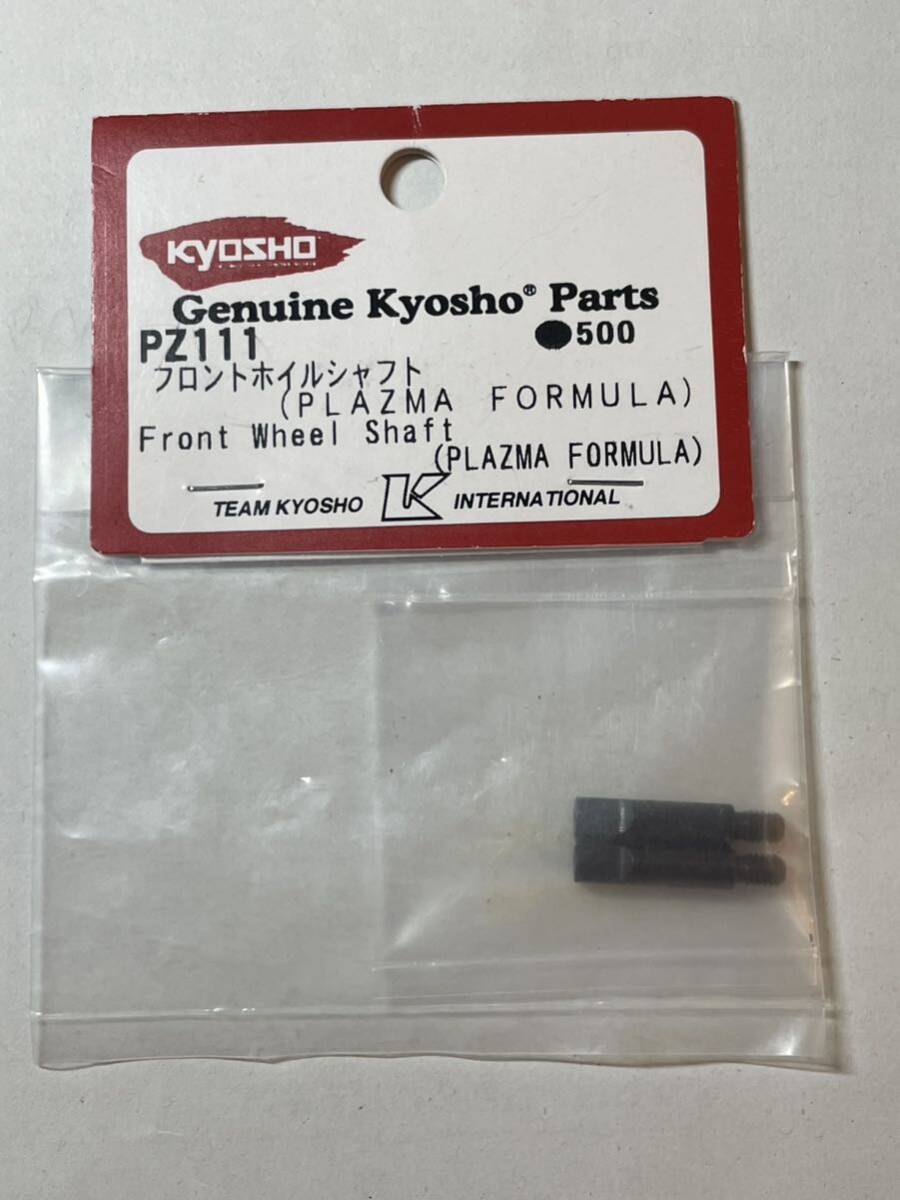 KYOSHO
Genuine Kyosho® Parts
PZ111 ●500
フロントホイルシャフト
(PLAZMA FORMULA)
Front Wheel Shaft
(PLAZMA FORMULA)
TEAM KYOSHO K INTERNATIONAL